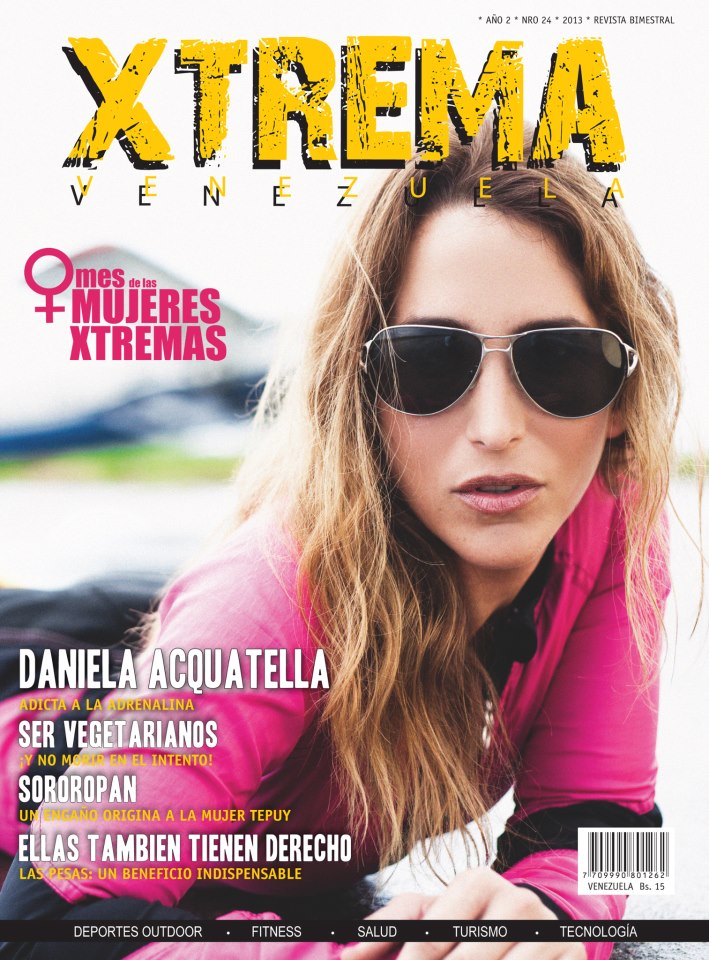 * AÑO 2 * NRO 24 * 2013 * REVISTA BIMESTRAL
XTREMA
VENEZUELA
mes de las
MUJERES
XTREMAS
DANIELA ACQUATELLA
ADICTA A LA ADRENALINA
SER VEGETARIANOS
¡Y NO MORIR EN EL INTENTO!
SOROROPAN
UN ENGAÑO ORIGINA A LA MUJER TEPUY
ELLAS TAMBIEN TIENEN DERECHO
LAS PESAS: UN BENEFICIO INDISPENSABLE
7 709990 801262
VENEZUELA Bs. 15
DEPORTES OUTDOOR • FITNESS • SALUD • TURISMO • TECNOLOGÍA